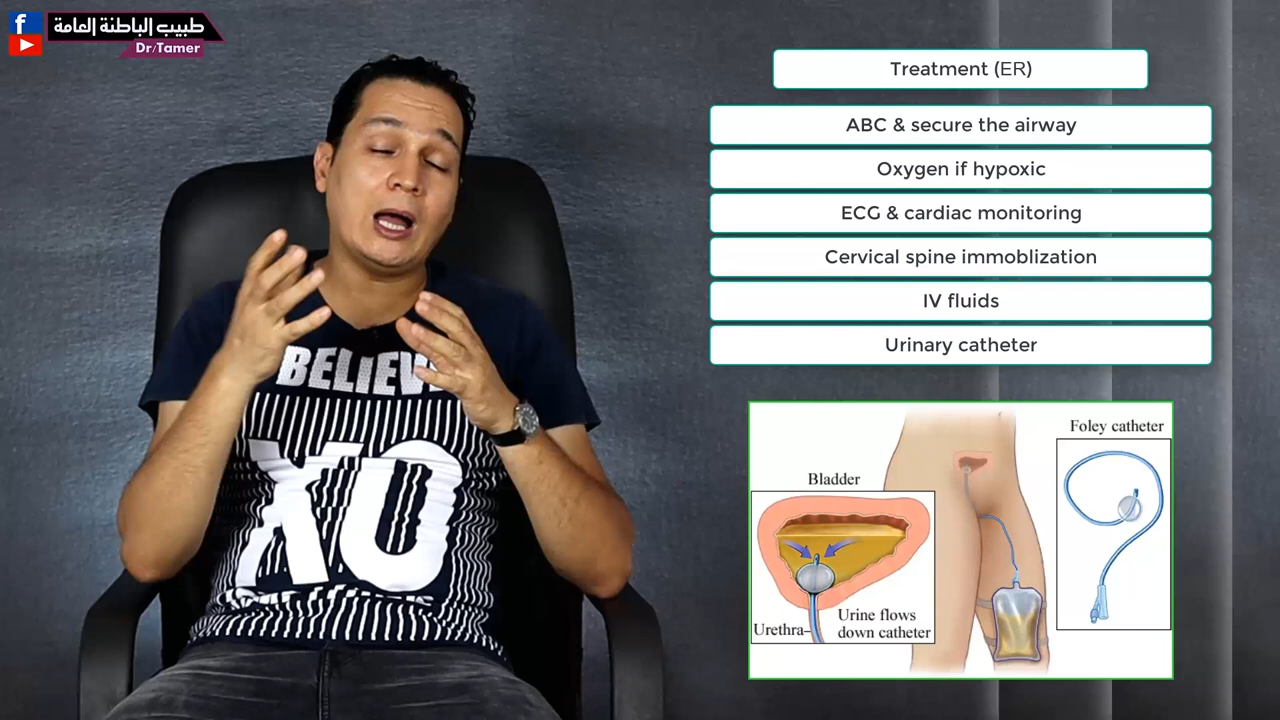 f
طبيب الباطنة العامة
Dr/Tamer
Treatment (ER)
ABC & secure the airway
Oxygen if hypoxic
ECG & cardiac monitoring
Cervical spine immoblization
IV fluids
Urinary catheter
BELIEV
XO
Foley catheter
Bladder
Urethra
Urine flows
down catheter